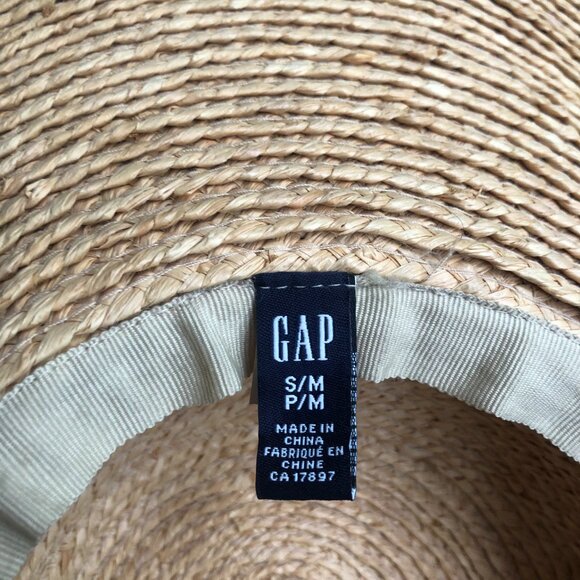 GAP
S/M
P/M
MADE IN
CHINA
FABRIQUÉ EN
CHINE
CA 17897